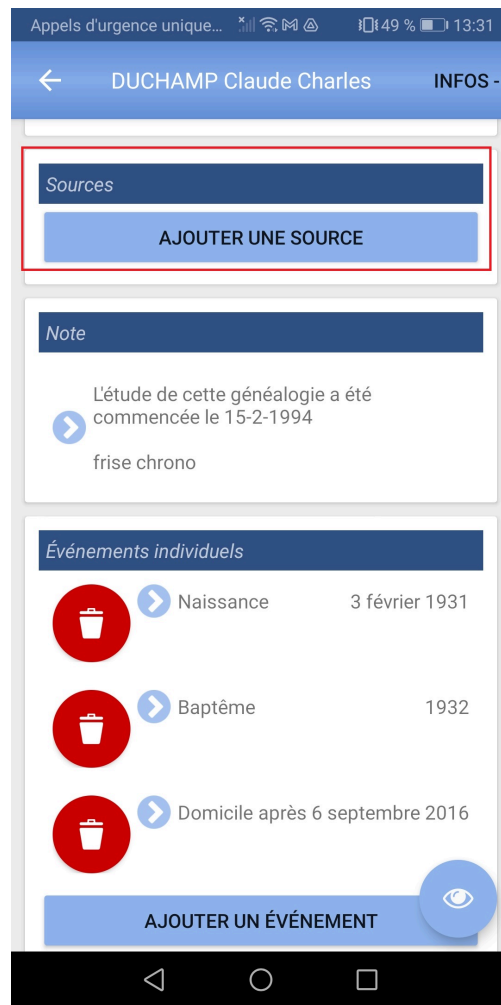 Appels d'urgence unique... 49 % 13:31
DUCHAMP Claude Charles INFOS -
Sources
AJOUTER UNE SOURCE
Note
L'étude de cette généalogie a été
commencée le 15-2-1994
frise chrono
Événements individuels
Naissance 3 février 1931
Baptême 1932
Domicile après 6 septembre 2016
AJOUTER UN ÉVÉNEMENT